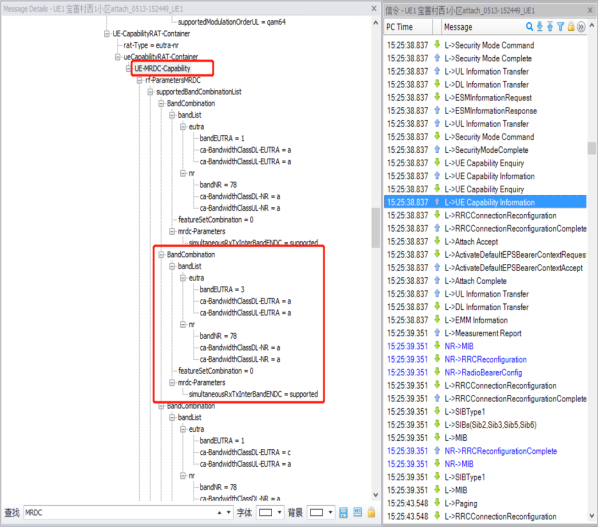 Message Details - UE1 宝富村西1小区attach_0513-152449_UE1
supportedModulationOrderUL = qam64
UE-CapabilityRAT-Container
rat-Type = eutra-nr
ueCapabilityRAT-Container
UE-MRDC-Capability
rf-ParametersMRDC
supportedBandCombinationList
BandCombination
bandList
eutra
bandEUTRA = 1
ca-BandwidthClassDL-EUTRA = a
ca-BandwidthClassUL-EUTRA = a
nr
bandNR = 78
ca-BandwidthClassDL-NR = a
ca-BandwidthClassUL-NR = a
featureSetCombination = 0
mrdc-Parameters
simultaneousRxTxInterBandENDC = supported
BandCombination
bandList
eutra
bandEUTRA = 3
ca-BandwidthClassDL-EUTRA = a
ca-BandwidthClassUL-EUTRA = a
nr
bandNR = 78
ca-BandwidthClassDL-NR = a
ca-BandwidthClassUL-NR = a
featureSetCombination = 0
mrdc-Parameters
simultaneousRxTxInterBandENDC = supported
BandCombination
bandList
eutra
bandEUTRA = 1
ca-BandwidthClassDL-EUTRA = c
ca-BandwidthClassUL-EUTRA = a
nr
bandNR = 78
ca-BandwidthClassDL-NR = a
查找 MRDC 字体 背景
信令 - UE1 宝富村西1小区attach_0513-152449_UE1
PC Time Message
15:25:38.837 L->Security Mode Command
15:25:38.837 L->Security Mode Complete
15:25:38.837 L->UL Information Transfer
15:25:38.837 L->DL Information Transfer
15:25:38.837 L->ESMInformationRequest
15:25:38.837 L->ESMInformationResponse
15:25:38.837 L->UL Information Transfer
15:25:38.837 L->Security Mode Command
15:25:38.837 L->SecurityModeComplete
15:25:38.837 L->UE Capability Enquiry
15:25:38.837 L->UE Capability Information
15:25:38.837 L->UE Capability Enquiry
15:25:38.837 L->UE Capability Information
15:25:38.837 L->RRCConnectionReconfiguration
15:25:38.837 L->RRCConnectionReconfigurationComplete
15:25:38.837 L->Attach Accept
15:25:38.837 L->ActivateDefaultEPSBearerContextReques
15:25:38.837 L->ActivateDefaultEPSBearerContextAccept
15:25:38.837 L->Attach Complete
15:25:38.837 L->UL Information Transfer
15:25:38.837 L->DL Information Transfer
15:25:38.837 L->EMM Information
15:25:39.351 L->Measurement Report
15:25:39.351 NR->MIB
15:25:39.351 NR->RRCReconfiguration
15:25:39.351 NR->RadioBearerConfig
15:25:39.351 L->RRCConnectionReconfiguration
15:25:39.351 L->RRCConnectionReconfigurationComplete
15:25:39.351 L->SIBType1
15:25:39.351 L->SIBs(Sib2,Sib3,Sib5,Sib6)
15:25:39.351 L->MIB
15:25:39.351 NR->RRCReconfigurationComplete
15:25:39.351 NR->MIB
15:25:39.351 L->SIBType1
15:25:39.351 L->MIB
15:25:43.548 L->Paging
15:25:43.548 L->RRCConnectionReconfiguration